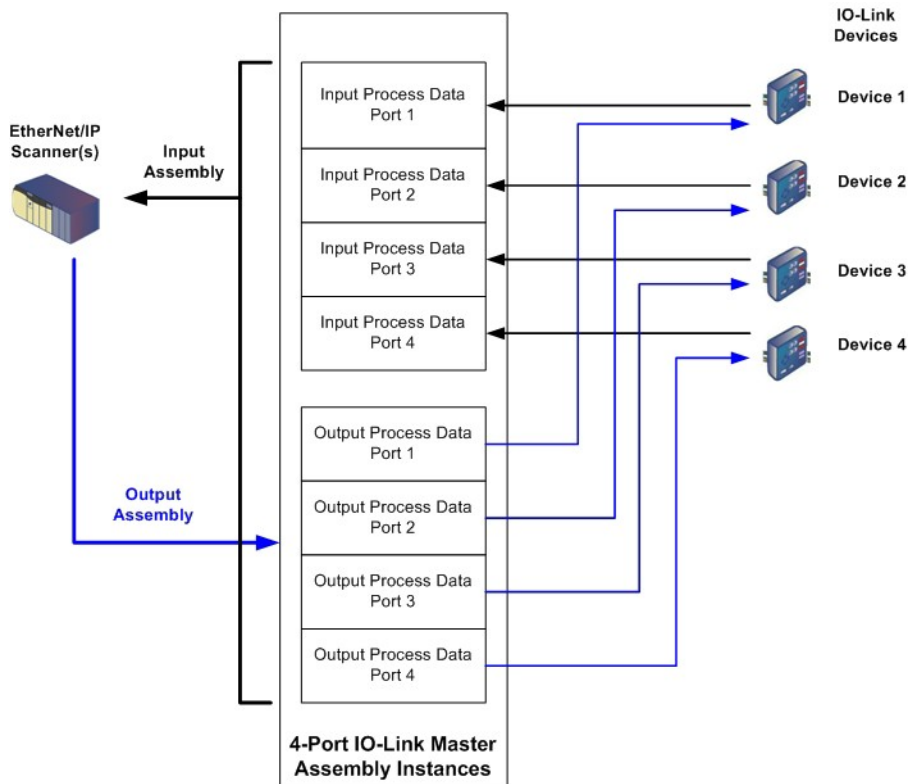 IO-Link
Devices
Input Process Data
Port 1
Device 1
EtherNet/IP
Scanner(s)
Input
Assembly
Input Process Data
Port 2
Device 2
Input Process Data
Port 3
Device 3
Input Process Data
Port 4
Device 4
Output Process Data
Port 1
Output
Assembly
Output Process Data
Port 2
Output Process Data
Port 3
Output Process Data
Port 4
4-Port IO-Link Master
Assembly Instances